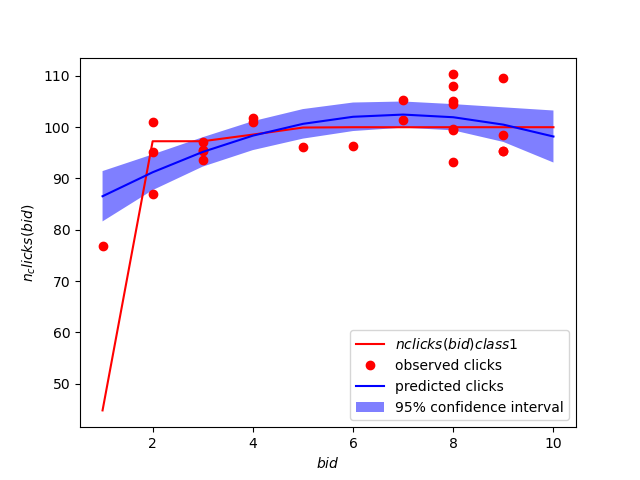 110
100
90
80
70
60
50
n_clicks(bid)
nclicks(bid)class1
observed clicks
predicted clicks
95% confidence interval
2
4
6
8
10
bid